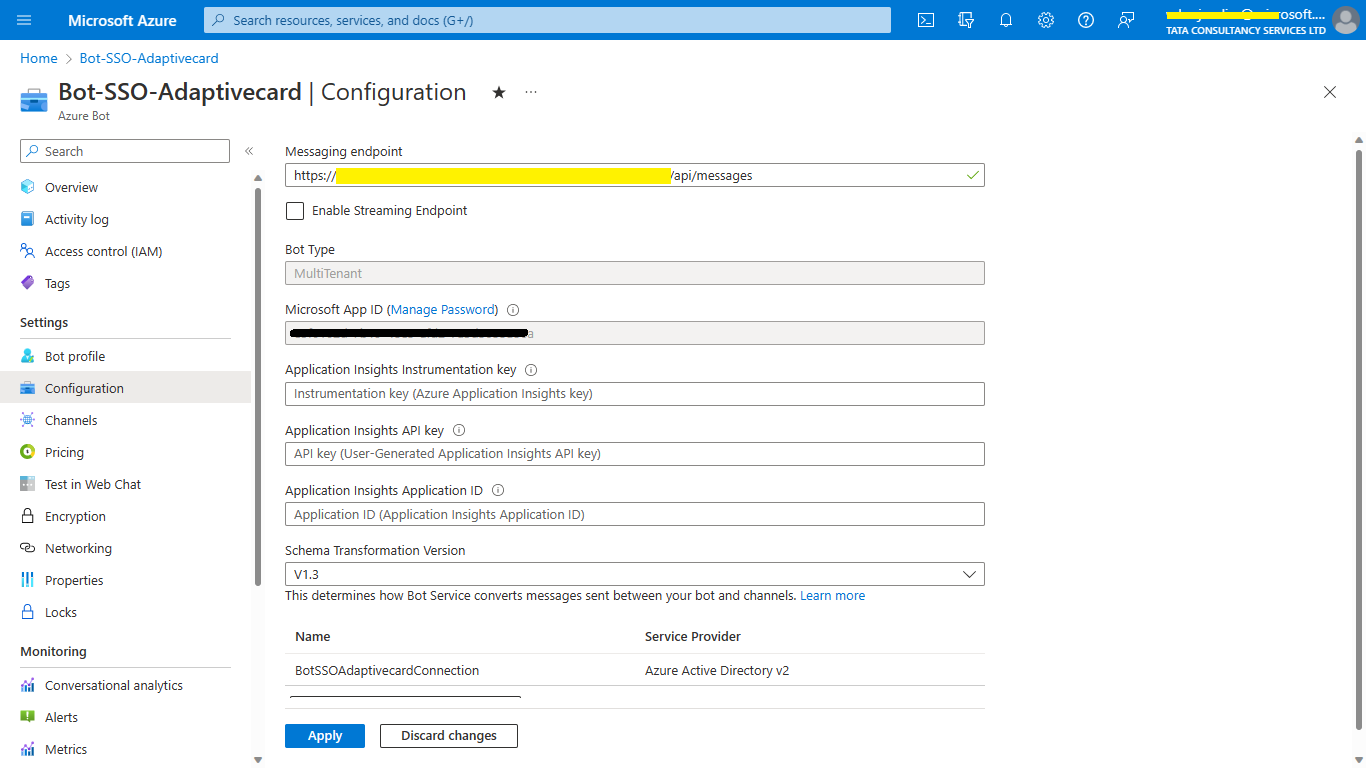 Microsoft Azure
Search resources, services, and docs (G+/)
TATA CONSULTANCY SERVICES LTD
Home > Bot-SSO-Adaptivecard
Bot-SSO-Adaptivecard | Configuration
Azure Bot
Search
Overview
Activity log
Access control (IAM)
Tags
Settings
Bot profile
Configuration
Channels
Pricing
Test in Web Chat
Encryption
Networking
Properties
Locks
Monitoring
Conversational analytics
Alerts
Metrics
Messaging endpoint
https:// /api/messages
Enable Streaming Endpoint
Bot Type
MultiTenant
Microsoft App ID (Manage Password)
Application Insights Instrumentation key
Instrumentation key (Azure Application Insights key)
Application Insights API key
API key (User-Generated Application Insights API key)
Application Insights Application ID
Application ID (Application Insights Application ID)
Schema Transformation Version
V1.3
This determines how Bot Service converts messages sent between your bot and channels. Learn more
Name Service Provider
BotSSOAdaptivecardConnection Azure Active Directory v2
Apply Discard changes